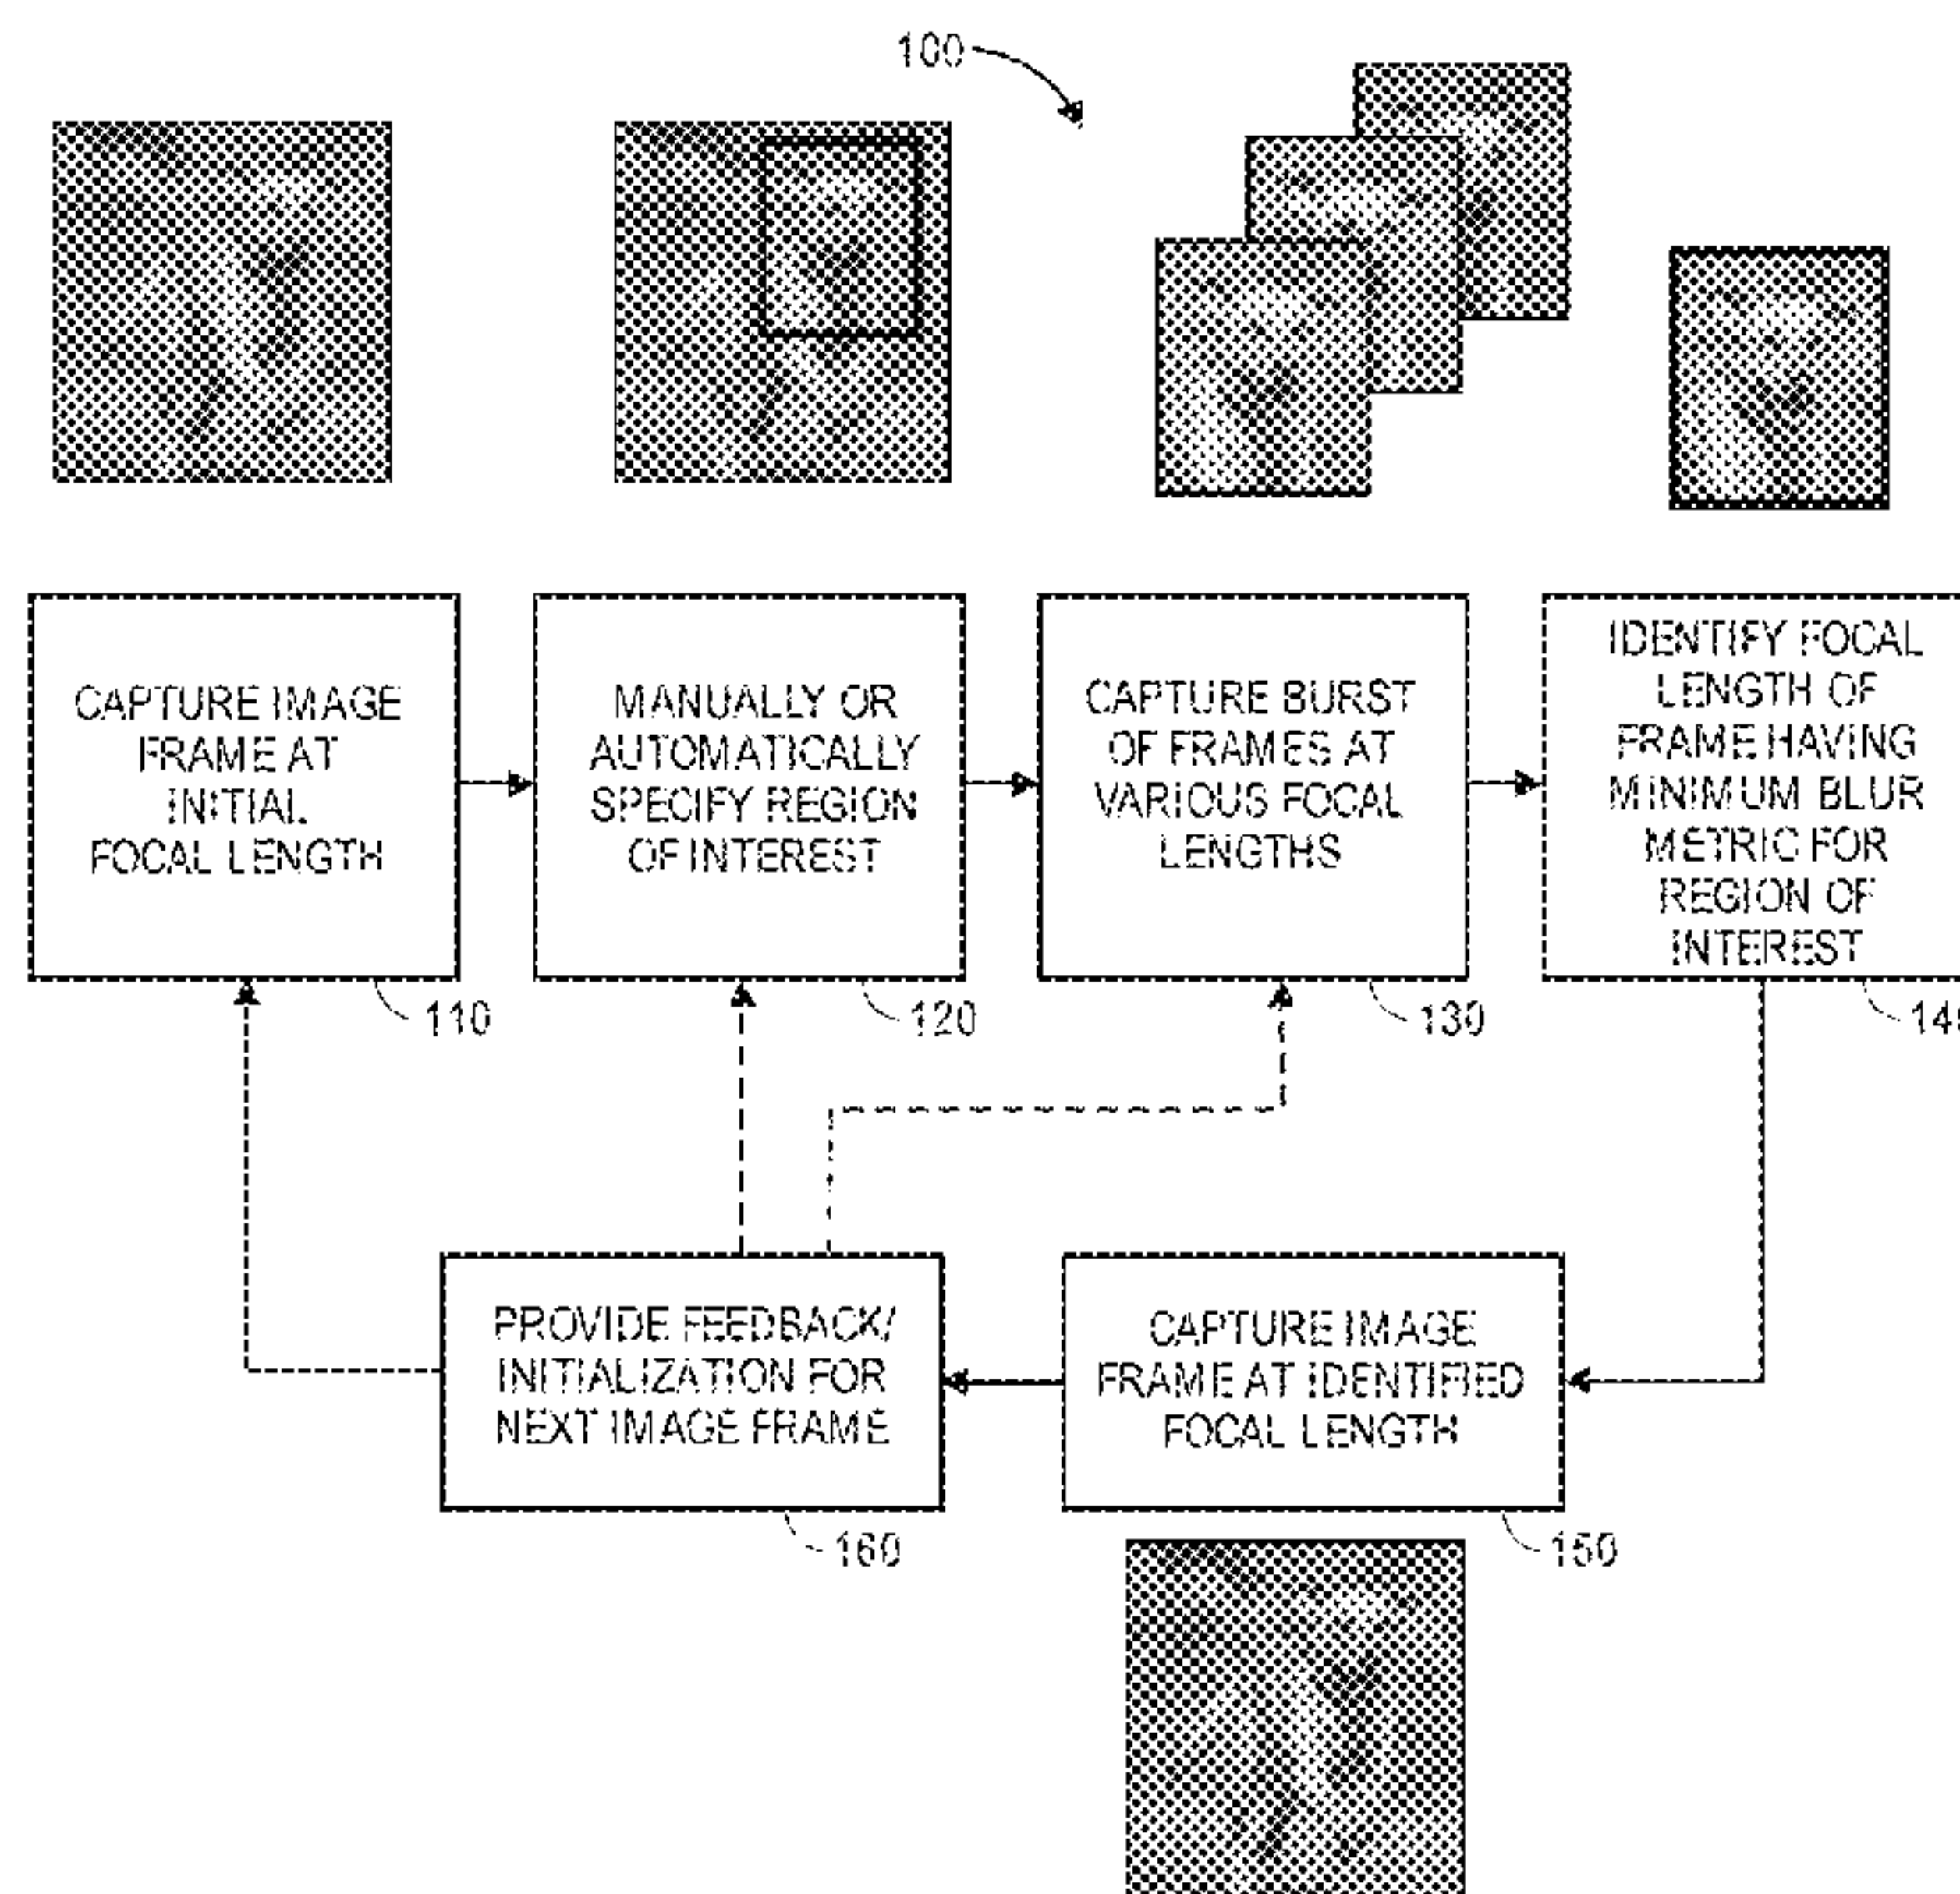 100
CAPTURE IMAGE
FRAME AT
INITIAL
FOCAL LENGTH
110
MANUALLY OR
AUTOMATICALLY
SPECIFY REGION
OF INTEREST
120
CAPTURE BURST
OF FRAMES AT
VARIOUS FOCAL
LENGTHS
130
IDENTIFY FOCAL
LENGTH OF
FRAME HAVING
MINIMUM BLUR
METRIC FOR
REGION OF
INTEREST
140
CAPTURE IMAGE
FRAME AT IDENTIFIED
FOCAL LENGTH
150
PROVIDE FEEDBACK/
INITIALIZATION FOR
NEXT IMAGE FRAME
160